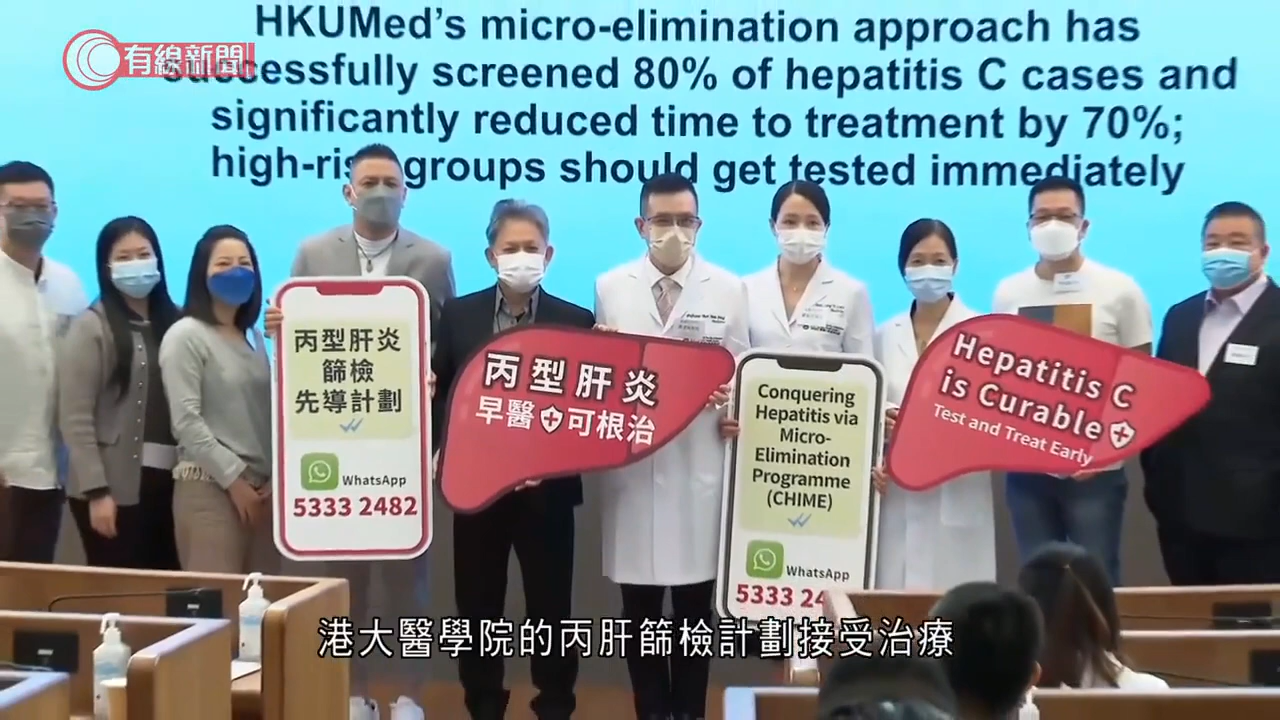 HKUMed's micro-elimination approach has
有線新聞
successfully screened 80% of hepatitis C cases and
significantly reduced time to treatment by 70%;
high-risk groups should get tested immediately
丙型肝炎
篩檢
先導計劃
WhatsApp
5333 2482
丙型肝炎
早醫可根治
Conquering
Hepatitis via
Micro-
Elimination
Programme
(CHIME)
WhatsApp
5333 24
Hepatitis C
is Curable
Test and Treat Early
港大醫學院的丙肝篩檢計劃接受治療